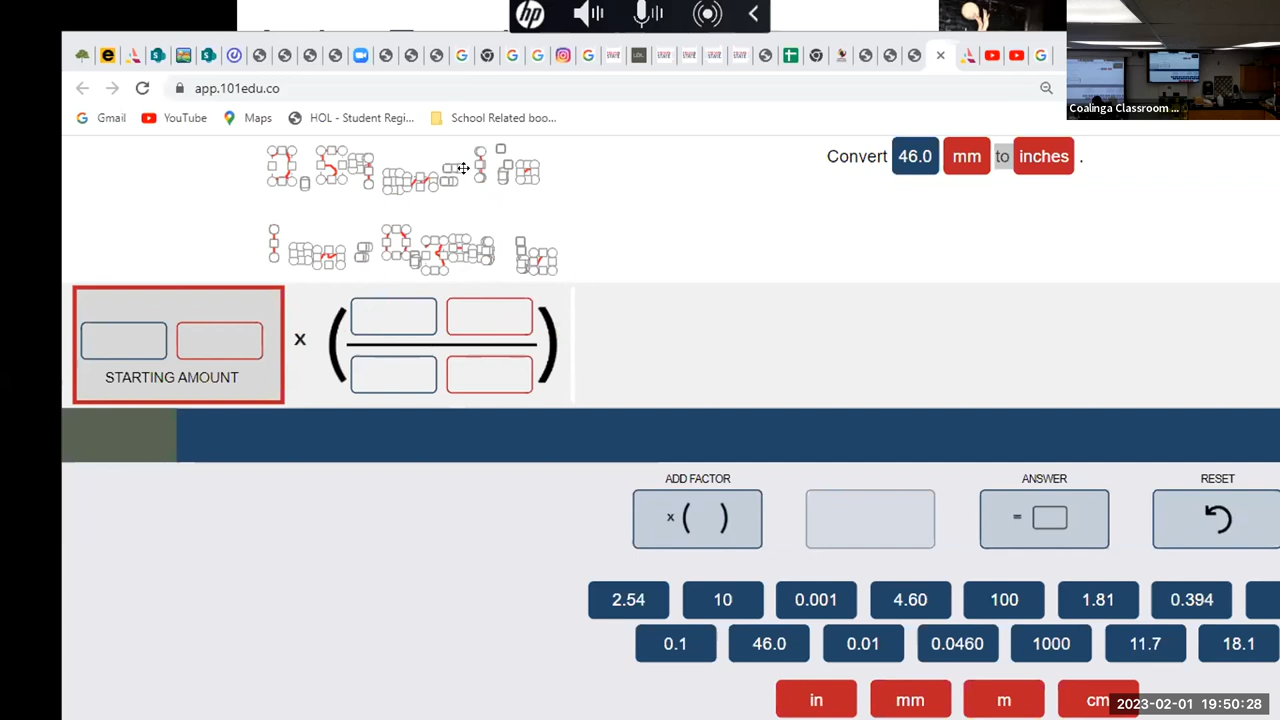 hp
app.101edu.co
Gmail YouTube Maps HOL - Student Regi... School Related boo...
Coalinga Classroom ...
Convert 46.0 mm to inches .
x ( )
STARTING AMOUNT
ADD FACTOR ANSWER RESET
x ( ) =
2.54 10 0.001 4.60 100 1.81 0.394
0.1 46.0 0.01 0.0460 1000 11.7 18.1
in mm m cm
2023-02-01 19:50:28